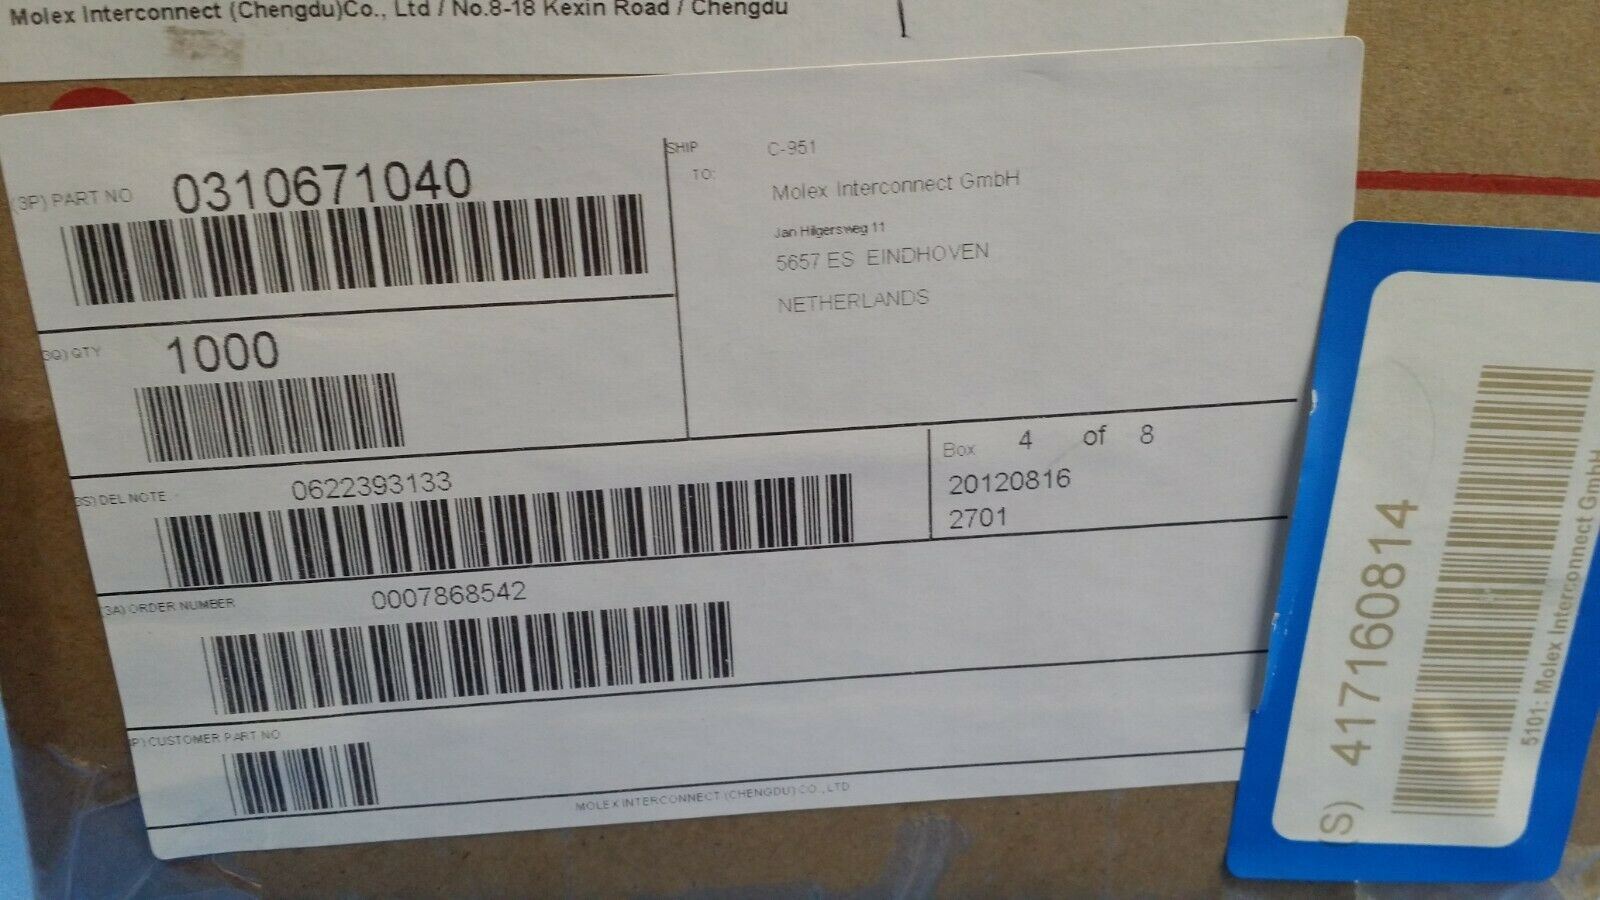 Molex Interconnect (Chengdu)Co., Ltd / No.8-18 Kexin Road / Chengdu
(3P) PART NO 0310671040
SHIP TO:
C-951
Molex Interconnect GmbH
Jan Hilgersweg 11
5657 ES EINDHOVEN
NETHERLANDS
3Q) QTY 1000
3S) DEL NOTE 0622393133
Box 4 of 8
20120816
2701
(3A) ORDER NUMBER 0007868542
P) CUSTOMER PART NO
MOLEX INTERCONNECT (CHENGDU) CO.,LTD
S) 417160814
5101: Molex Interconnect GmbH